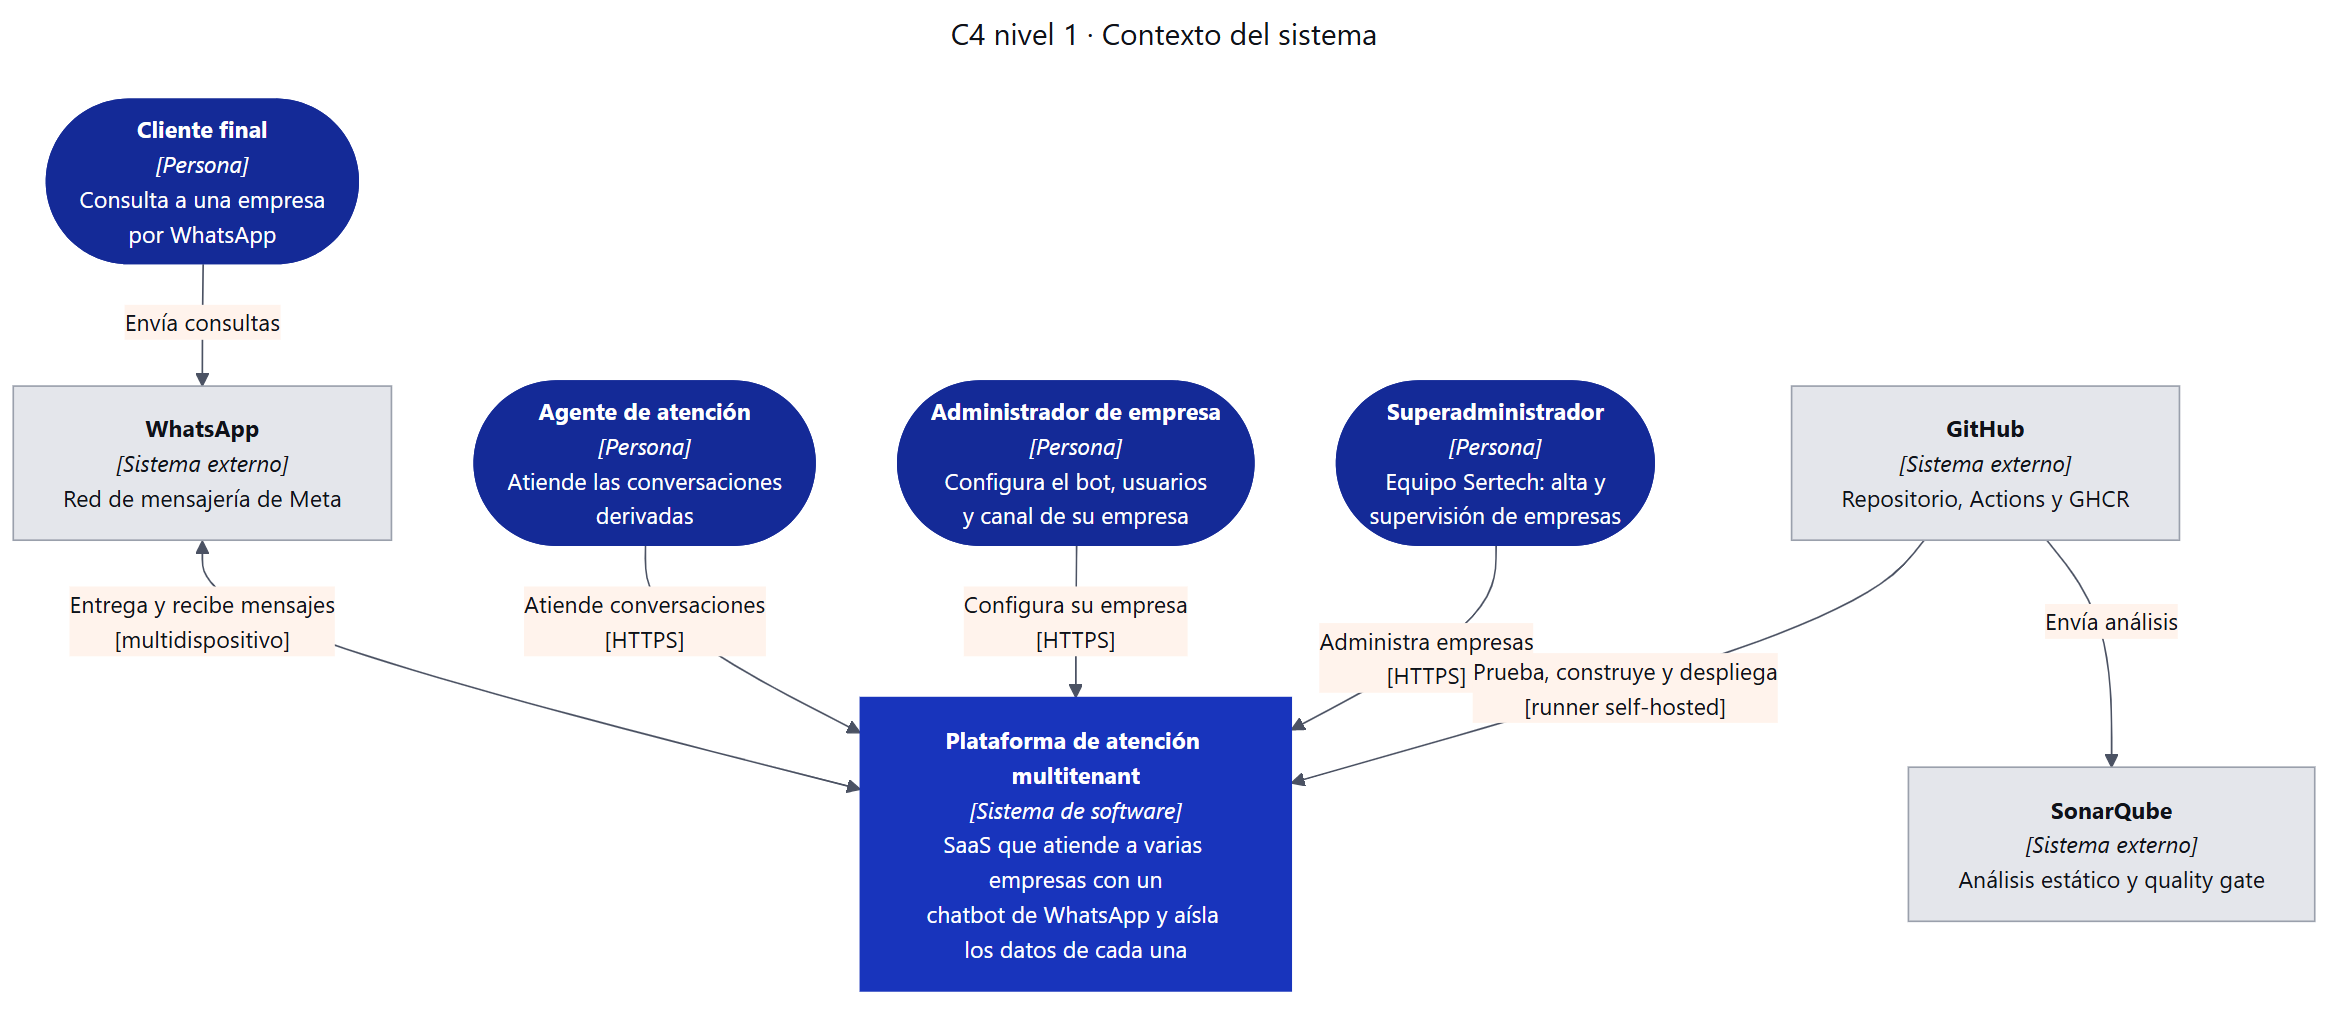 C4 nivel 1 · Contexto del sistema
Cliente final
[Persona]
Consulta a una empresa
por WhatsApp
Envía consultas
WhatsApp
[Sistema externo]
Red de mensajería de Meta
Agente de atención
[Persona]
Atiende las conversaciones
derivadas
Administrador de empresa
[Persona]
Configura el bot, usuarios
y canal de su empresa
Superadministrador
[Persona]
Equipo Sertech: alta y
supervisión de empresas
GitHub
[Sistema externo]
Repositorio, Actions y GHCR
Entrega y recibe mensajes
[multidispositivo]
Atiende conversaciones
[HTTPS]
Configura su empresa
[HTTPS]
Administra empresas
[HTTPS]
Prueba, construye y despliega
[runner self-hosted]
Envía análisis
Plataforma de atención
multitenant
[Sistema de software]
SaaS que atiende a varias
empresas con un
chatbot de WhatsApp y aísla
los datos de cada una
SonarQube
[Sistema externo]
Análisis estático y quality gate